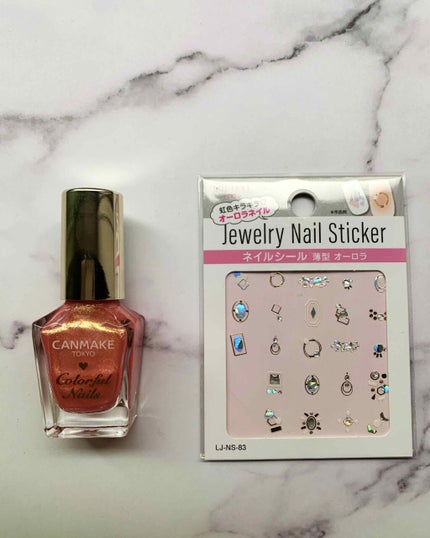 CANMAKE
TOKYO
Colorful
Nails
虹色キラキラ
オーロラネイル
Jewelry Nail Sticker
ネイルシール 薄型 オーロラ
LJ-NS-83